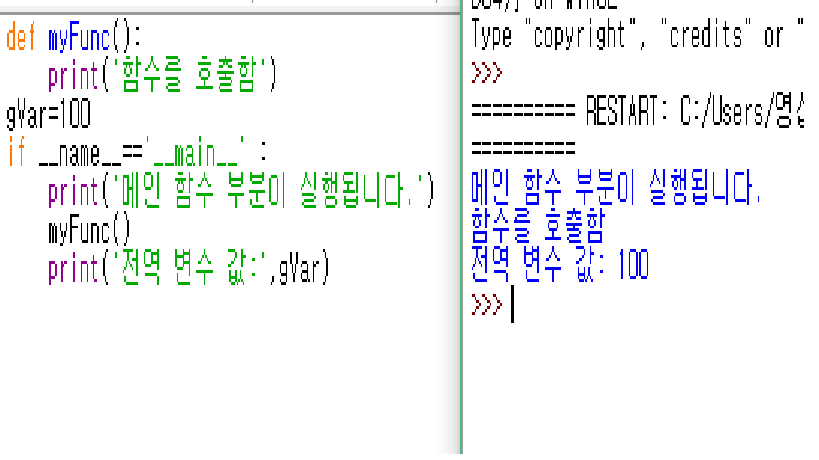 def myFunc():
    print('함수를 호출함')
gVar=100
if __name__=='__main__' :
    print('메인 함수 부분이 실행됩니다.')
    myFunc()
    print('전역 변수 값:',gVar)
Type "copyright", "credits" or "
>>>
========== RESTART: C:/Users/영
==========
메인 함수 부분이 실행됩니다.
함수를 호출함
전역 변수 값: 100
>>>